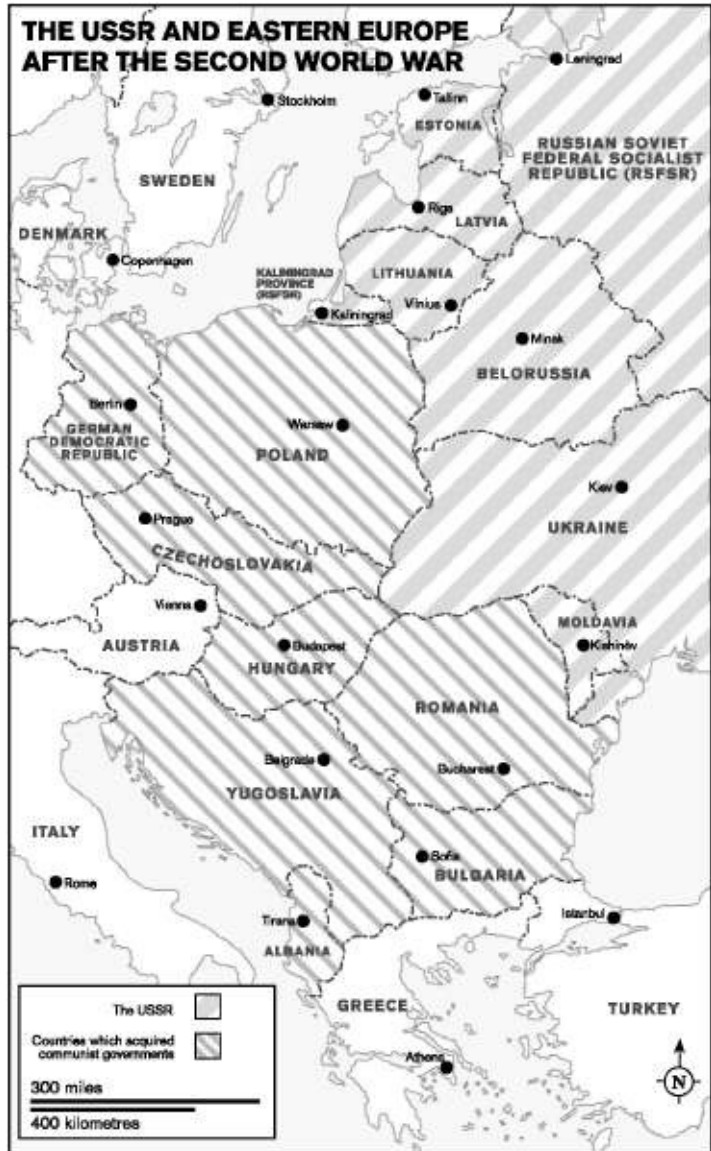 THE USSR AND EASTERN EUROPE
AFTER THE SECOND WORLD WAR
Leningrad
Stockholm
Tallinn
ESTONIA
RUSSIAN SOVIET
FEDERAL SOCIALIST
REPUBLIC (RSFSR)
SWEDEN
Riga
LATVIA
DENMARK
Copenhagen
LITHUANIA
KALININGRAD
PROVINCE
(RSFSR)
Vilnius
Kaliningrad
Minsk
BELORUSSIA
Berlin
GERMAN
DEMOCRATIC
REPUBLIC
Warsaw
POLAND
Kiev
UKRAINE
Prague
CZECHOSLOVAKIA
Vienna
AUSTRIA
MOLDAVIA
Kishinëv
Budapest
HUNGARY
ROMANIA
Belgrade
Bucharest
YUGOSLAVIA
ITALY
Rome
Sofia
BULGARIA
Tirana
ALBANIA
Istanbul
GREECE
TURKEY
Athens
N
The USSR
Countries which acquired
communist governments
300 miles
400 kilometres